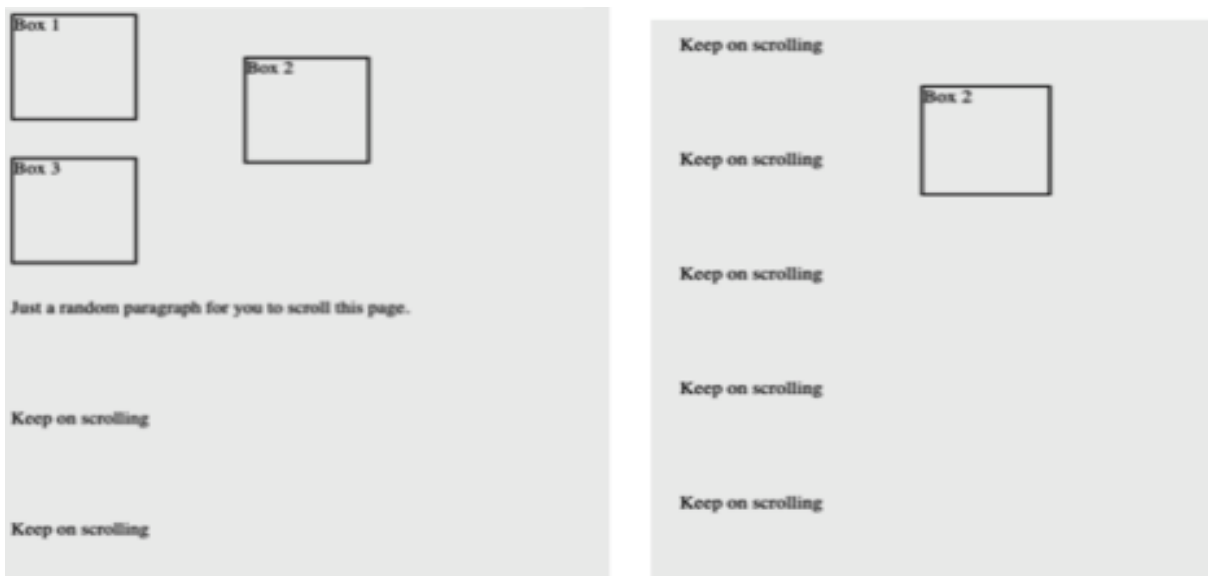 Box 1
Box 2
Box 3
Just a random paragraph for you to scroll this page.
Keep on scrolling
Keep on scrolling
Keep on scrolling
Box 2
Keep on scrolling
Keep on scrolling
Keep on scrolling
Keep on scrolling